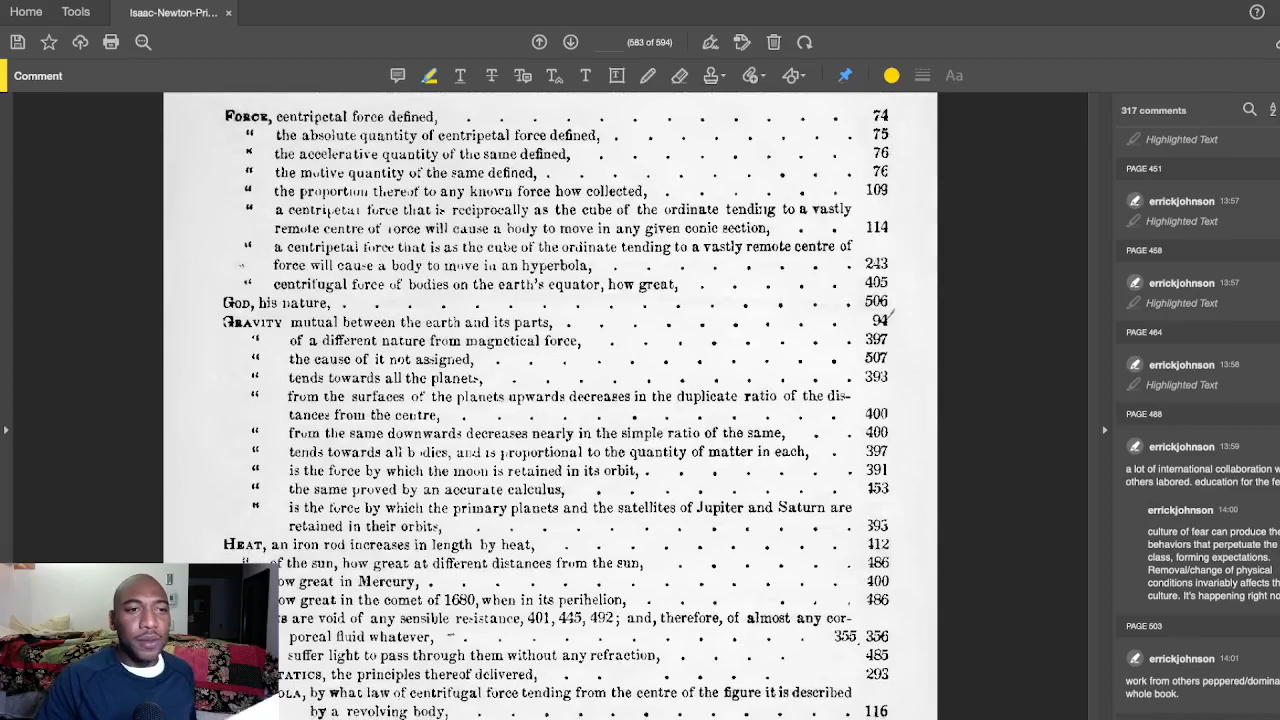 Home Tools Isaac-Newton-Pri... ×
(583 of 594)
Comment
Aa
FORCE, centripetal force defined, 74
“ the absolute quantity of centripetal force defined, 75
“ the accelerative quantity of the same defined, 76
“ the motive quantity of the same defined, 76
“ the proportion thereof to any known force how collected, 109
“ a centripetal force that is reciprocally as the cube of the ordinate tending to a vastly
remote centre of force will cause a body to move in any given conic section, 114
“ a centripetal force that is as the cube of the ordinate tending to a vastly remote centre of
force will cause a body to move in an hyperbola, 243
“ centrifugal force of bodies on the earth's equator, how great, 405
GOD, his nature, 506
GRAVITY mutual between the earth and its parts, 94
“ of a different nature from magnetical force, 397
“ the cause of it not assigned, 507
“ tends towards all the planets, 393
“ from the surfaces of the planets upwards decreases in the duplicate ratio of the dis-
tances from the centre, 400
“ from the same downwards decreases nearly in the simple ratio of the same, 400
“ tends towards all bodies, and is proportional to the quantity of matter in each, 397
“ is the force by which the moon is retained in its orbit, 391
“ the same proved by an accurate calculus, 453
“ is the force by which the primary planets and the satellites of Jupiter and Saturn are
retained in their orbits, 393
HEAT, an iron rod increases in length by heat, 412
of the sun, how great at different distances from the sun, 486
ow great in Mercury, 400
ow great in the comet of 1680, when in its perihelion, 486
s are void of any sensible resistance, 401, 445, 492; and, therefore, of almost any cor-
poreal fluid whatever, 355 356
suffer light to pass through them without any refraction, 485
TATICS, the principles thereof delivered, 293
OLA, by what law of centrifugal force tending from the centre of the figure it is described
by a revolving body, 116
317 comments
Highlighted Text
PAGE 451
errickjohnson 13:57
Highlighted Text
PAGE 458
errickjohnson 13:57
Highlighted Text
PAGE 464
errickjohnson 13:58
Highlighted Text
PAGE 488
errickjohnson 13:59
a lot of international collaboration w
others labored. education for the fe
errickjohnson 14:00
culture of fear can produce the
behaviors that perpetuate the
class, forming expectations.
Removal/change of physical
conditions invariably affects th
culture. It's happening right no
PAGE 503
errickjohnson 14:01
work from others peppered/domina
whole book.